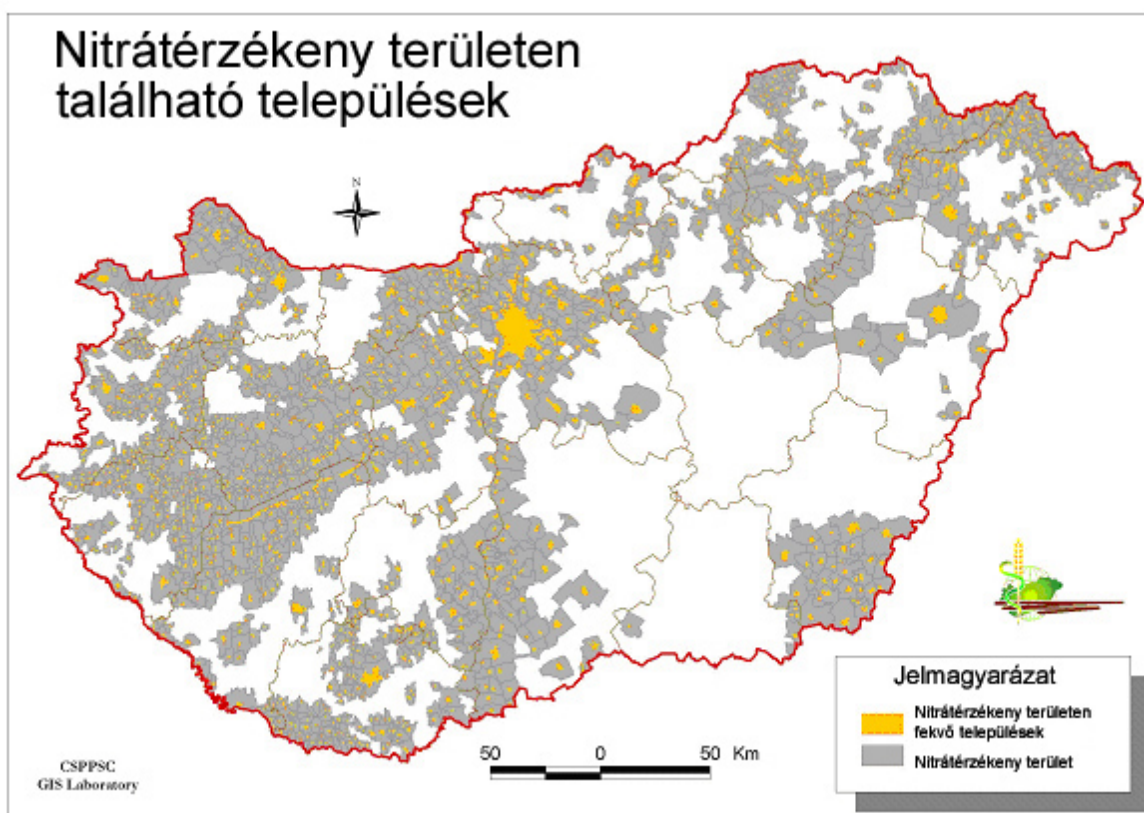 Nitrátérzékeny területen
található települések
N
Jelmagyarázat
Nitrátérzékeny területen
fekvő települések
Nitrátérzékeny terület
50 0 50 Km
CSPPSC
GIS Laboratory